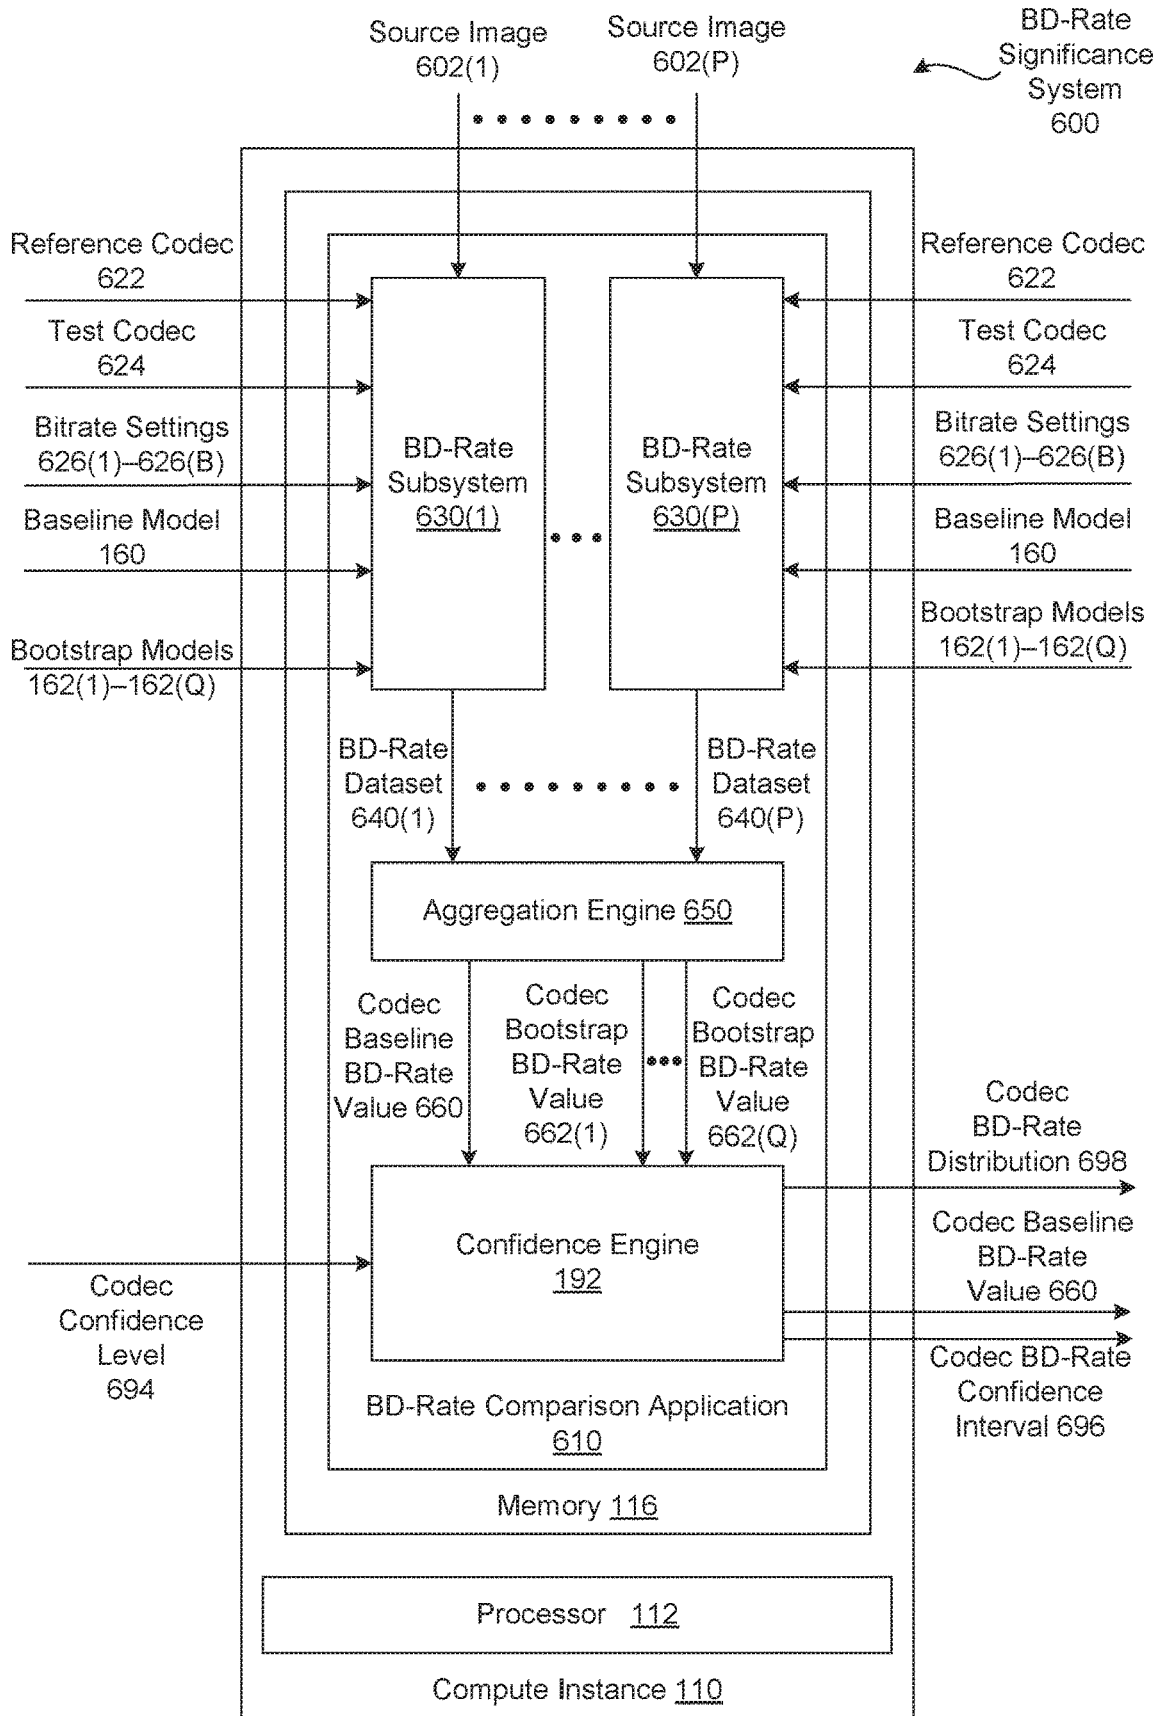 Source Image
602(1)
Source Image
602(P)
BD-Rate
Significance
System
600
Reference Codec
622
Test Codec
624
Bitrate Settings
626(1)–626(B)
Baseline Model
160
Bootstrap Models
162(1)–162(Q)
BD-Rate
Subsystem
630(1)
BD-Rate
Subsystem
630(P)
Reference Codec
622
Test Codec
624
Bitrate Settings
626(1)–626(B)
Baseline Model
160
Bootstrap Models
162(1)–162(Q)
BD-Rate
Dataset
640(1)
BD-Rate
Dataset
640(P)
Aggregation Engine 650
Codec
Baseline
BD-Rate
Value 660
Codec
Bootstrap
BD-Rate
Value
662(1)
Codec
Bootstrap
BD-Rate
Value
662(Q)
Codec
Confidence
Level
694
Confidence Engine
192
Codec
BD-Rate
Distribution 698
Codec Baseline
BD-Rate
Value 660
Codec BD-Rate
Confidence
Interval 696
BD-Rate Comparison Application
610
Memory 116
Processor 112
Compute Instance 110